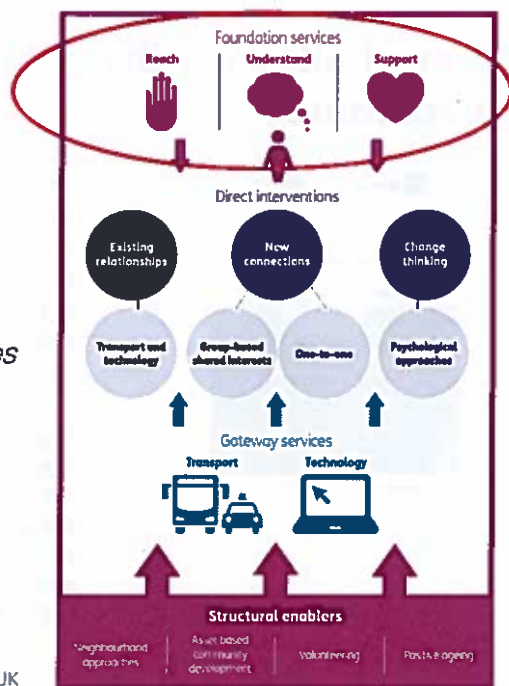 Foundation services
Reach
Understand
Support
Direct interventions
Existing
relationships
New
connections
Change
thinking
es
Transport and
technology
Group-based
shared interests
One-to-one
Psychological
approaches
Gateway services
Transport
Technology
Structural enablers
Neighbourhood
approaches
Asset based
community
development
Volunteering
Positive ageing
UK